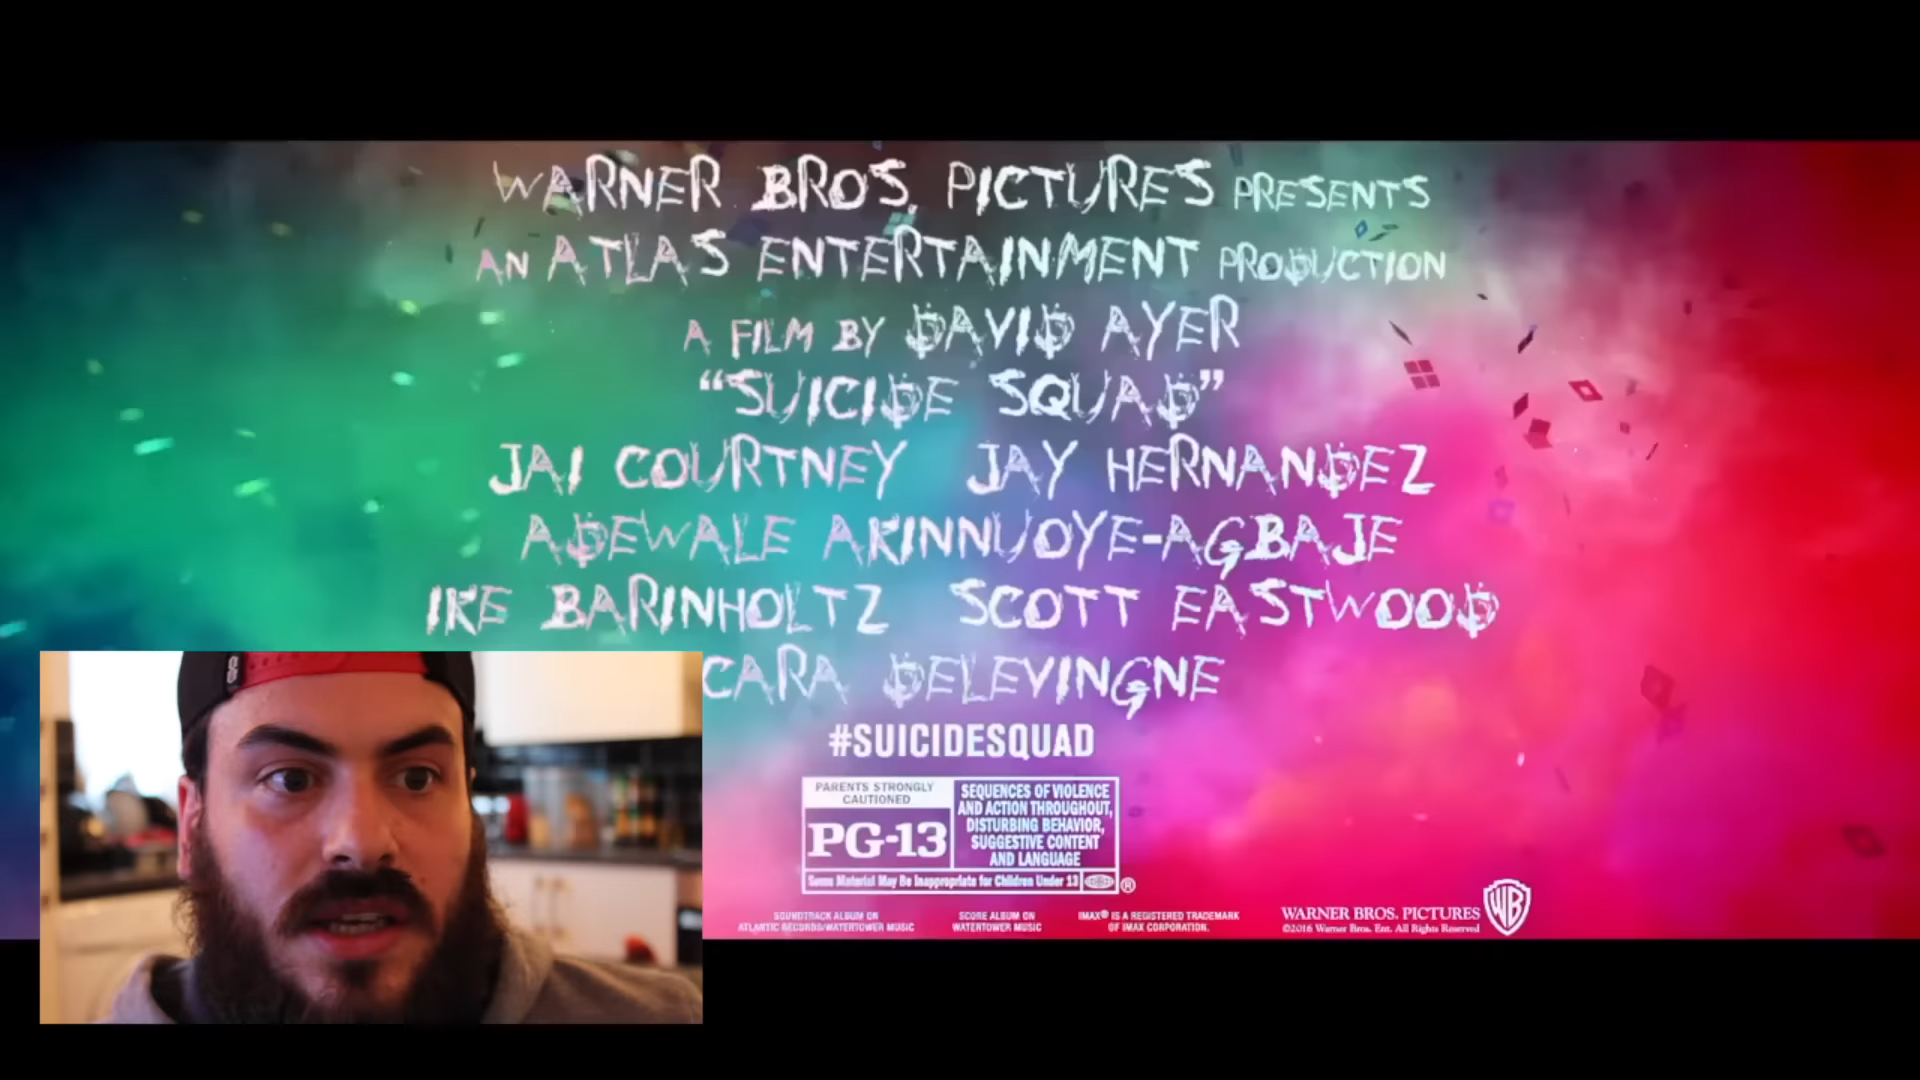 WARNER BROS. PICTURES PRESENTS
AN ATLAS ENTERTAINMENT PRODUCTION
A FILM BY DAVID AYER
“SUICIDE SQUAD”
JAI COURTNEY JAY HERNANDEZ
ADEWALE AKINNUOYE-AGBAJE
IKE BARINHOLTZ SCOTT EASTWOOD
CARA DELEVINGNE
#SUICIDESQUAD
PARENTS STRONGLY
CAUTIONED
PG-13
SEQUENCES OF VIOLENCE
AND ACTION THROUGHOUT,
DISTURBING BEHAVIOR,
SUGGESTIVE CONTENT
AND LANGUAGE
Some Material May Be Inappropriate for Children Under 13
®
SOUNDTRACK ALBUM ON
ATLANTIC RECORDS/WATERTOWER MUSIC
SCORE ALBUM ON
WATERTOWER MUSIC
IMAX® IS A REGISTERED TRADEMARK
OF IMAX CORPORATION.
WARNER BROS. PICTURES
©2016 Warner Bros. Ent. All Rights Reserved
WB